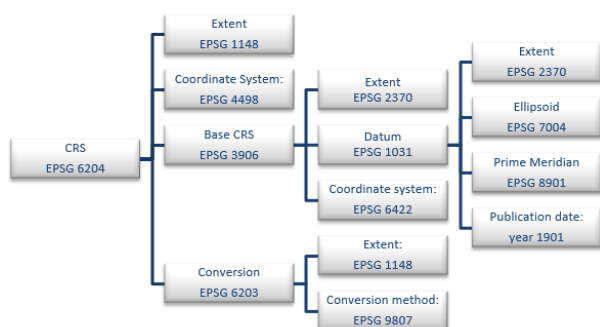 CRS
EPSG 6204
Extent
EPSG 1148
Coordinate System:
EPSG 4498
Base CRS
EPSG 3906
Conversion
EPSG 6203
Extent
EPSG 2370
Datum
EPSG 1031
Coordinate system:
EPSG 6422
Extent:
EPSG 1148
Conversion method:
EPSG 9807
Extent
EPSG 2370
Ellipsoid
EPSG 7004
Prime Meridian
EPSG 8901
Publication date:
year 1901